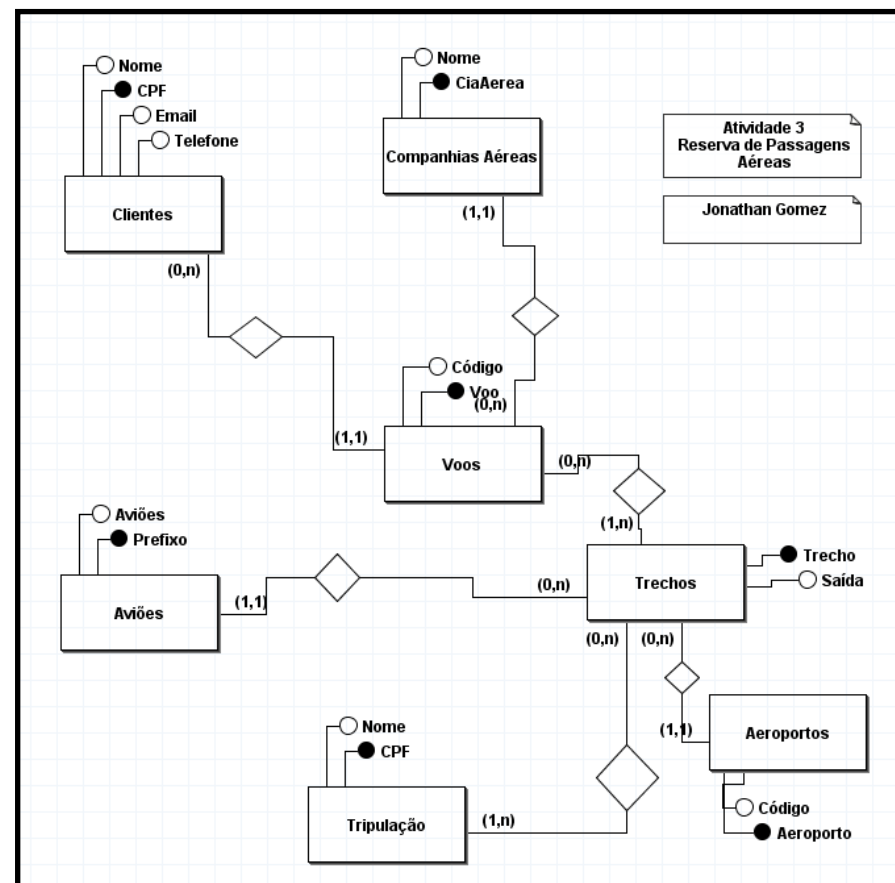 Nome
CPF
Email
Telefone
Clientes
(0,n)
Nome
CiaAerea
Companhias Aéreas
(1,1)
Atividade 3
Reserva de Passagens
Aéreas
Jonathan Gomez
Código
Voo
(0,n)
(1,1)
Voos
(0,n)
(1,n)
Aviões
Prefixo
Aviões
(1,1)
(0,n)
Trechos
Trecho
Saída
(0,n)
(0,n)
(1,1)
Aeroportos
Código
Aeroporto
Nome
CPF
Tripulação
(1,n)